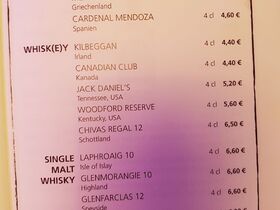 Griechenland
CARDENAL MENDOZA 4 cl 4,60 €
Spanien
WHISK(E)Y KILBEGGAN 4 cl 4,40 €
Irland
CANADIAN CLUB 4 cl 4,40 €
Kanada
JACK DANIEL'S 4 cl 5,20 €
Tennessee, USA
WOODFORD RESERVE 4 cl 5,60 €
Kentucky, USA
CHIVAS REGAL 12 4 cl 6,50 €
Schottland
SINGLE LAPHROAIG 10 4 cl 6,60 €
MALT Isle of Islay
WHISKY GLENMORANGIE 10 4 cl 6,60 €
Highland
GLENFARCLAS 12 4 cl 6,60 €
Speyside